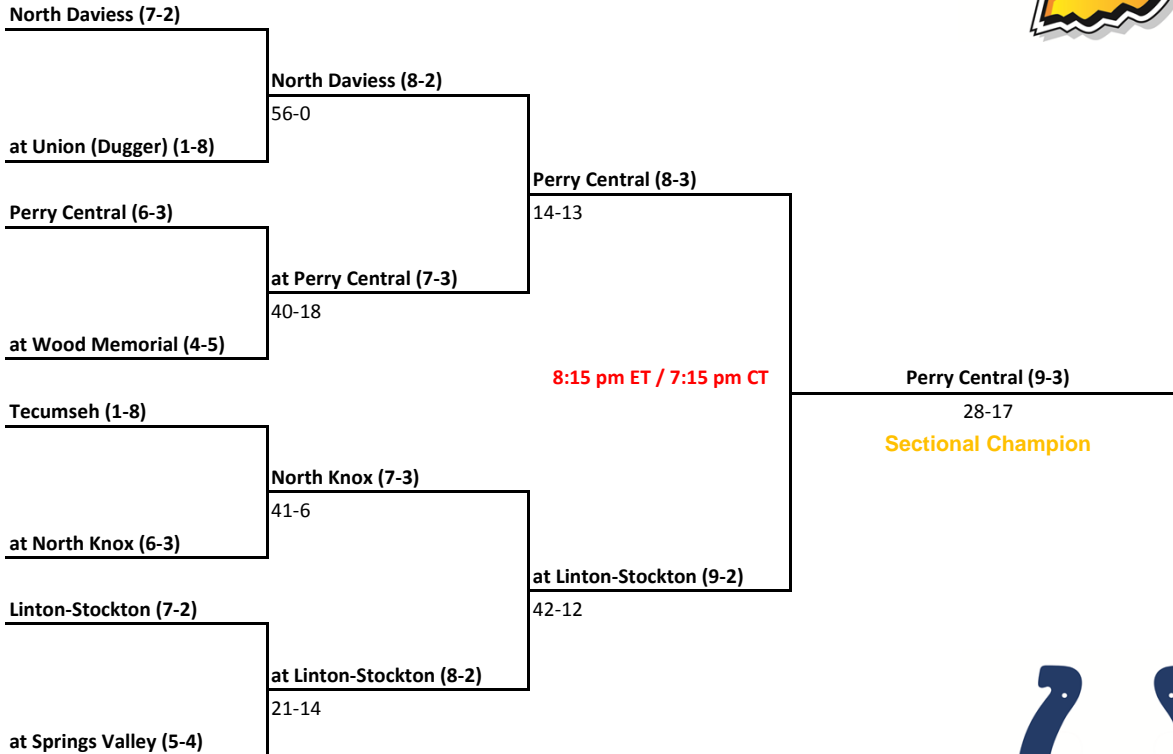 North Daviess (7-2)
North Daviess (8-2)
56-0
at Union (Dugger) (1-8)
Perry Central (8-3)
14-13
Perry Central (6-3)
at Perry Central (7-3)
40-18
at Wood Memorial (4-5)
8:15 pm ET / 7:15 pm CT
Perry Central (9-3)
28-17
Sectional Champion
Tecumseh (1-8)
North Knox (7-3)
41-6
at North Knox (6-3)
at Linton-Stockton (9-2)
42-12
Linton-Stockton (7-2)
at Linton-Stockton (8-2)
21-14
at Springs Valley (5-4)